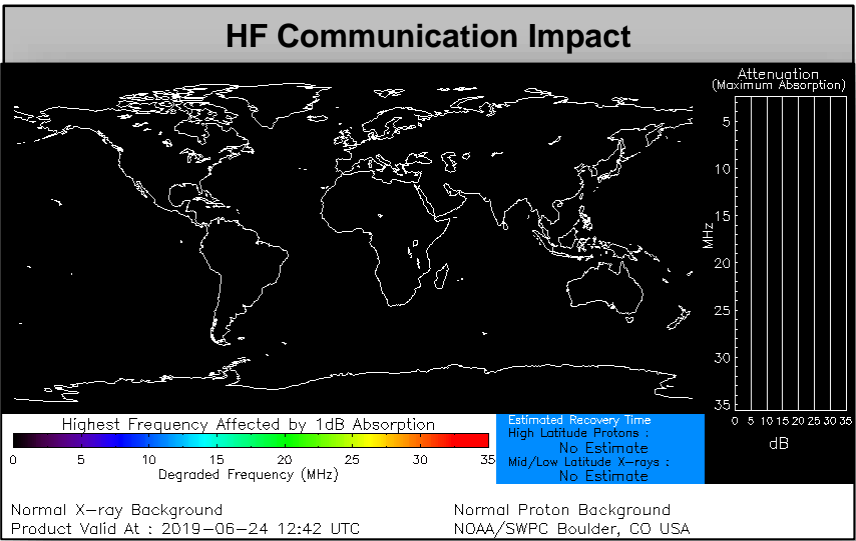 HF Communication Impact
Attenuation
(Maximum Absorption)
5
10
15
MHz
20
25
30
35
0 5 10 15 20 25 30 35
dB
Highest Frequency Affected by 1dB Absorption
0 5 10 15 20 25 30 35
Degraded Frequency (MHz)
Estimated Recovery Time
High Latitude Protons :
No Estimate
Mid/Low Latitude X-rays :
No Estimate
Normal X-ray Background
Normal Proton Background
Product Valid At : 2019-06-24 12:42 UTC
NOAA/SWPC Boulder, CO USA